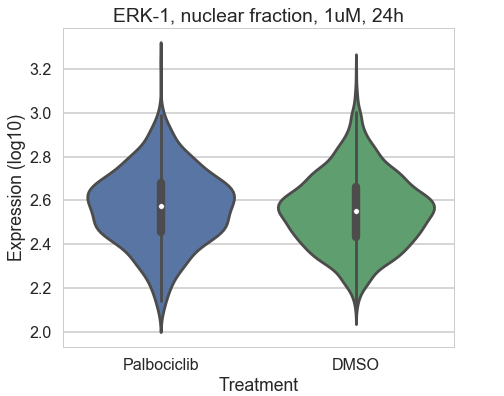 ERK-1, nuclear fraction, 1uM, 24h
Expression (log10)
3.2
3.0
2.8
2.6
2.4
2.2
2.0
Palbociclib DMSO
Treatment